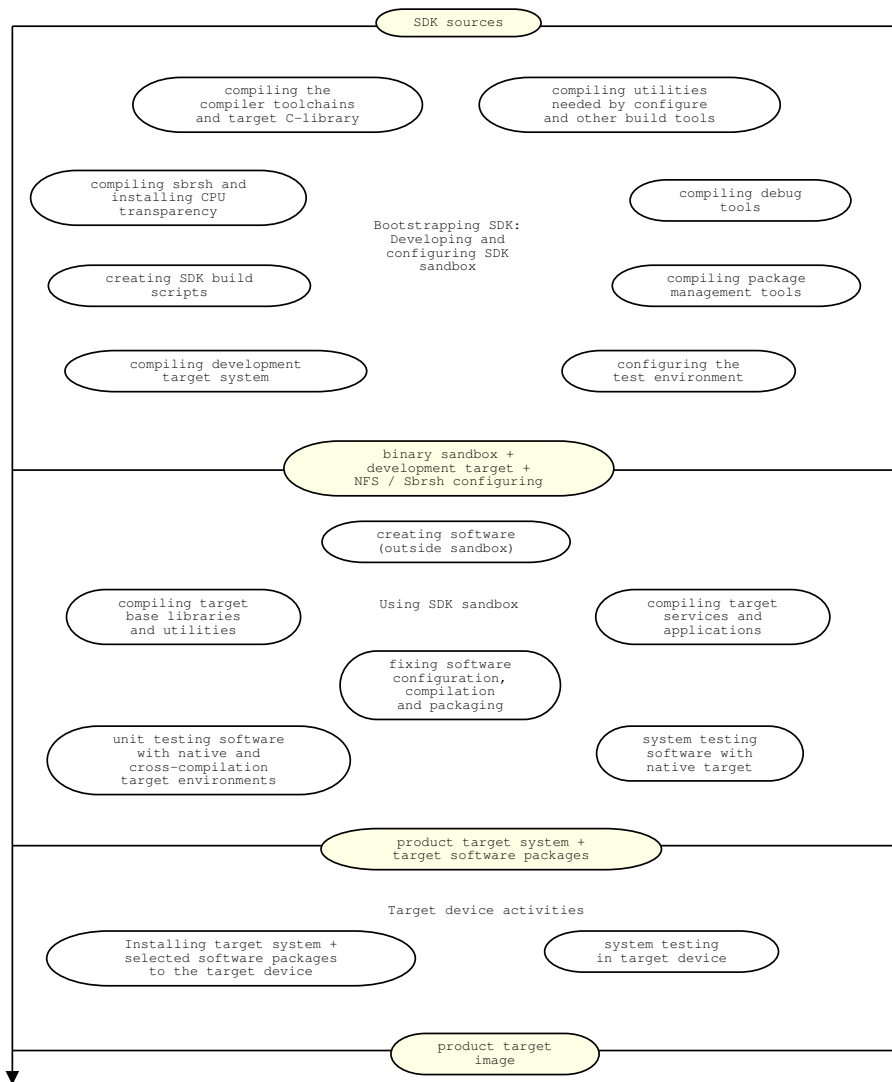 SDK sources
compiling the
compiler toolchains
and target C-library
compiling utilities
needed by configure
and other build tools
compiling sbrsh and
installing CPU
transparency
compiling debug
tools
Bootstrapping SDK:
Developing and
configuring SDK
sandbox
creating SDK build
scripts
compiling package
management tools
compiling development
target system
configuring the
test environment
binary sandbox +
development target +
NFS / Sbrsh configuring
creating software
(outside sandbox)
compiling target
base libraries
and utilities
Using SDK sandbox
compiling target
services and
applications
fixing software
configuration,
compilation
and packaging
unit testing software
with native and
cross-compilation
target environments
system testing
software with
native target
product target system +
target software packages
Target device activities
Installing target system +
selected software packages
to the target device
system testing
in target device
product target
image